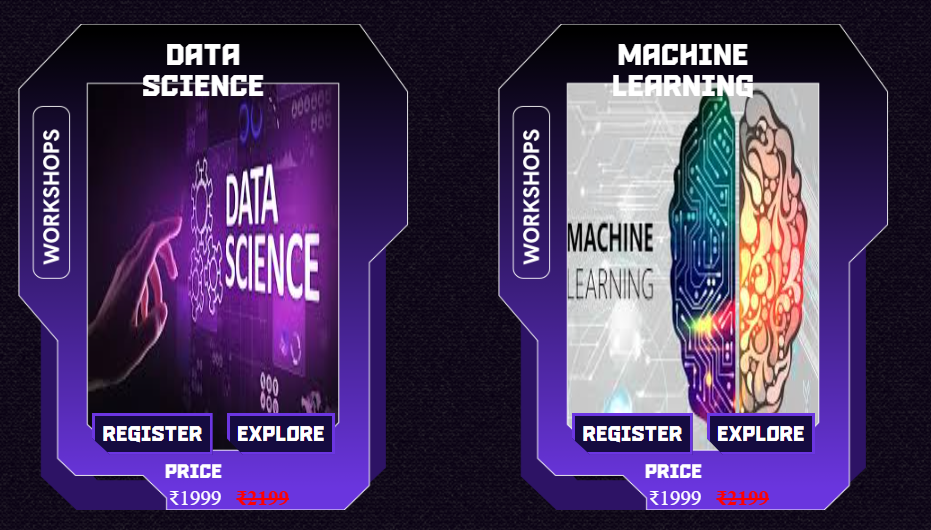 DATA
SCIENCE
WORKSHOPS
DATA
SCIENCE
REGISTER
EXPLORE
PRICE
₹1999 ₹2199
MACHINE
LEARNING
WORKSHOPS
MACHINE
LEARNING
REGISTER
EXPLORE
PRICE
₹1999 ₹2199